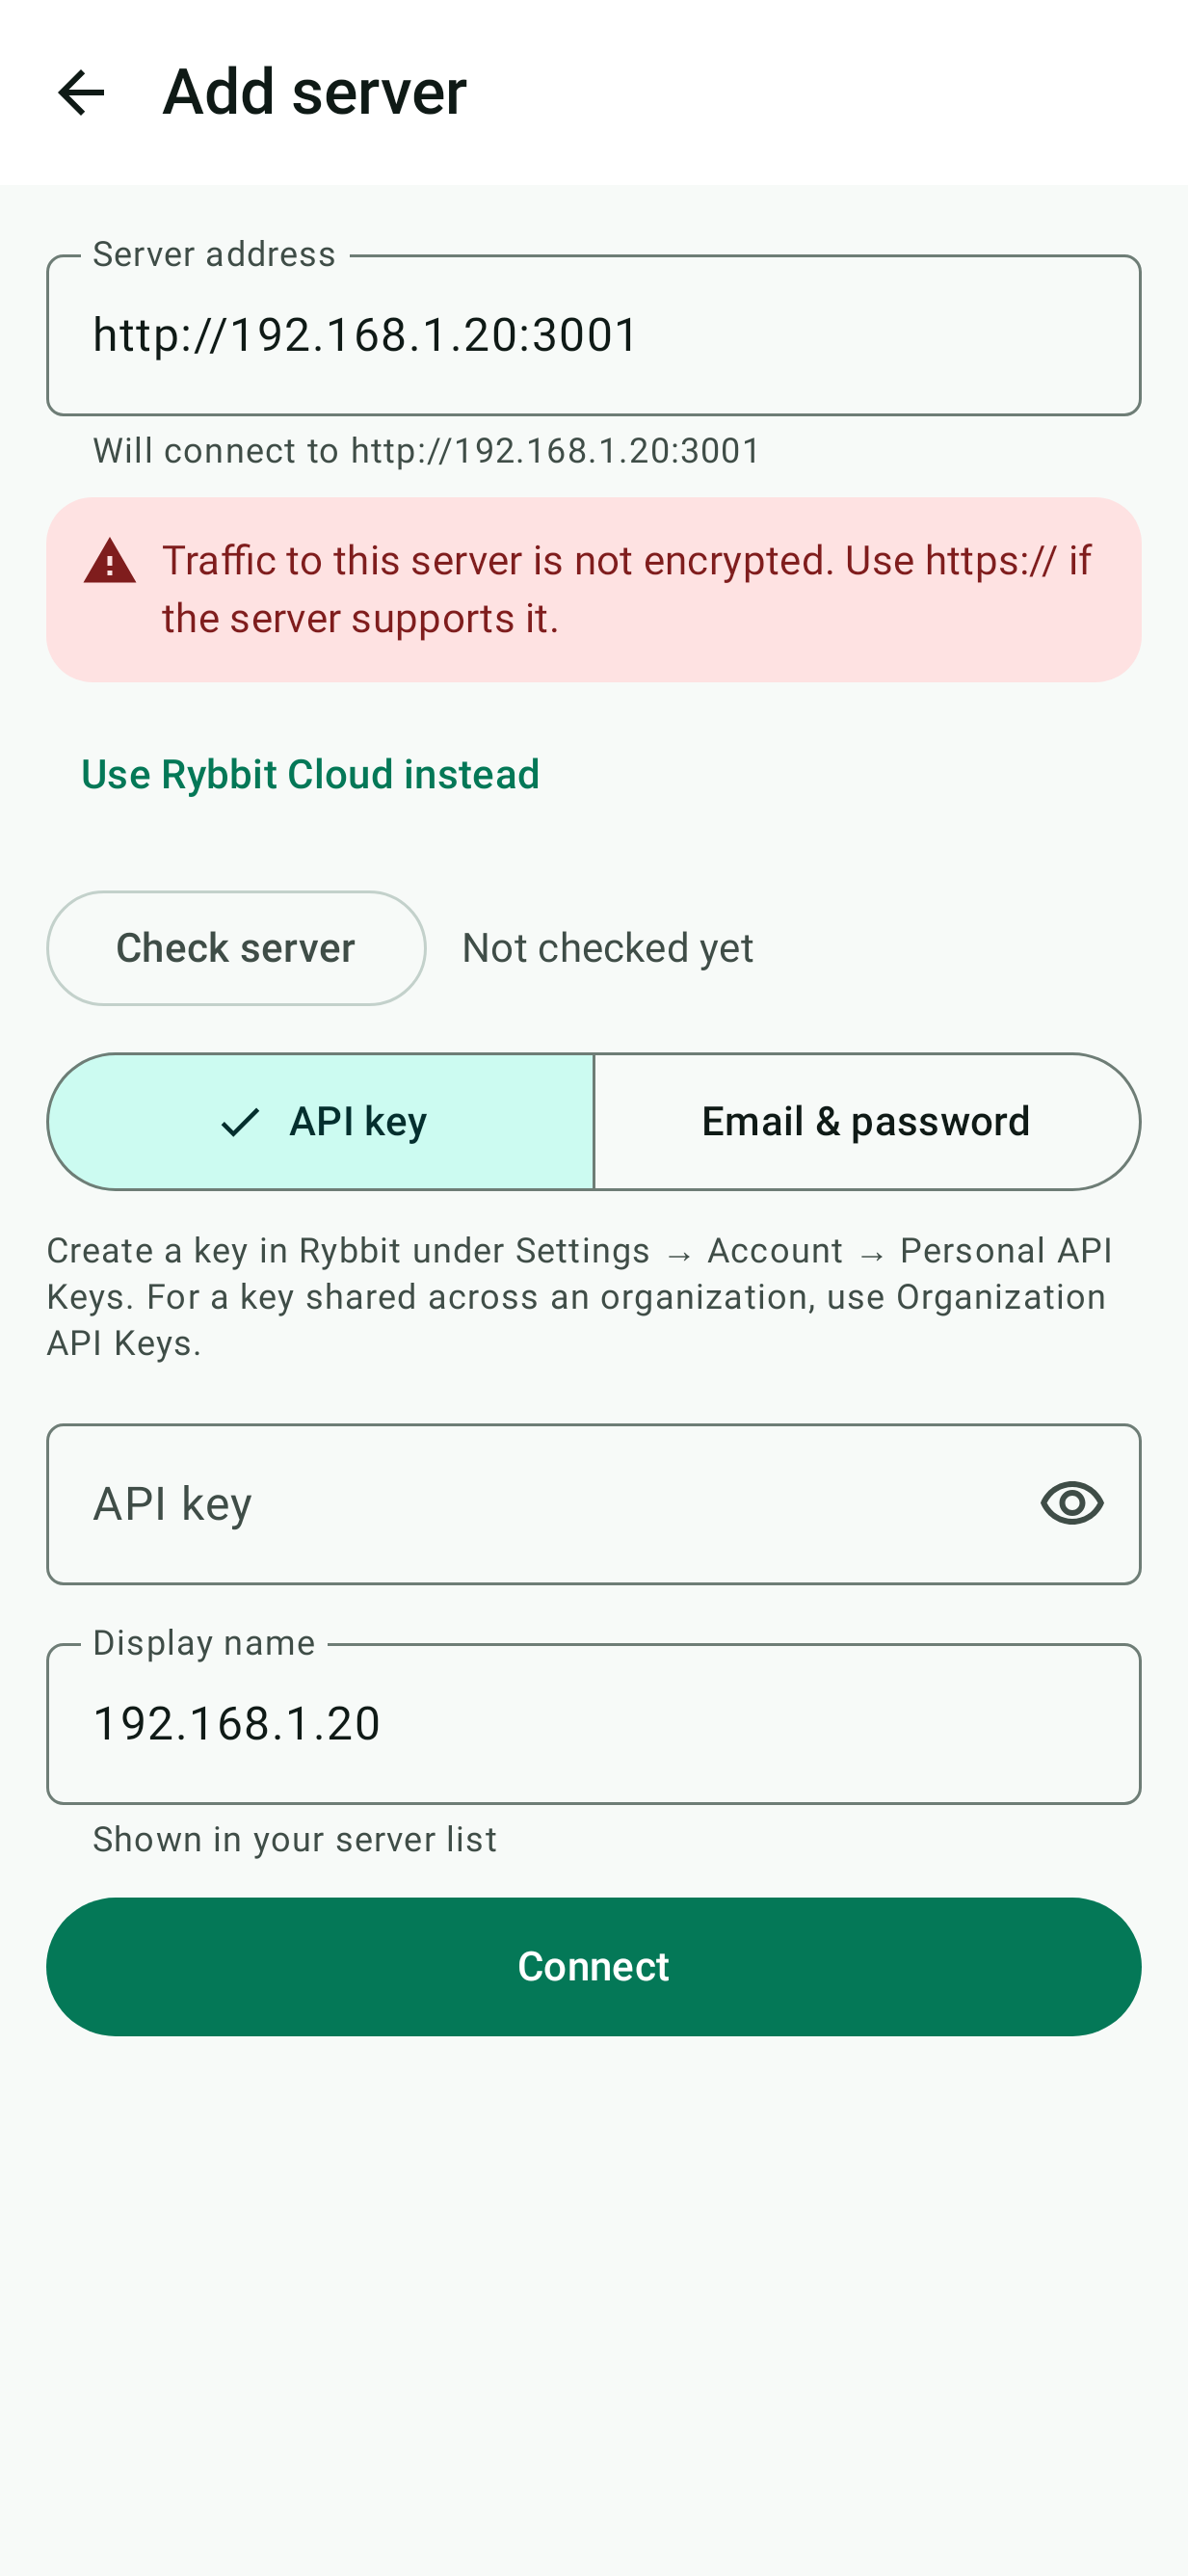 Add server
Server address
http://192.168.1.20:3001
Will connect to http://192.168.1.20:3001
Traffic to this server is not encrypted. Use https:// if
the server supports it.
Use Rybbit Cloud instead
Check server
Not checked yet
API key
Email & password
Create a key in Rybbit under Settings → Account → Personal API
Keys. For a key shared across an organization, use Organization
API Keys.
API key
Display name
192.168.1.20
Shown in your server list
Connect